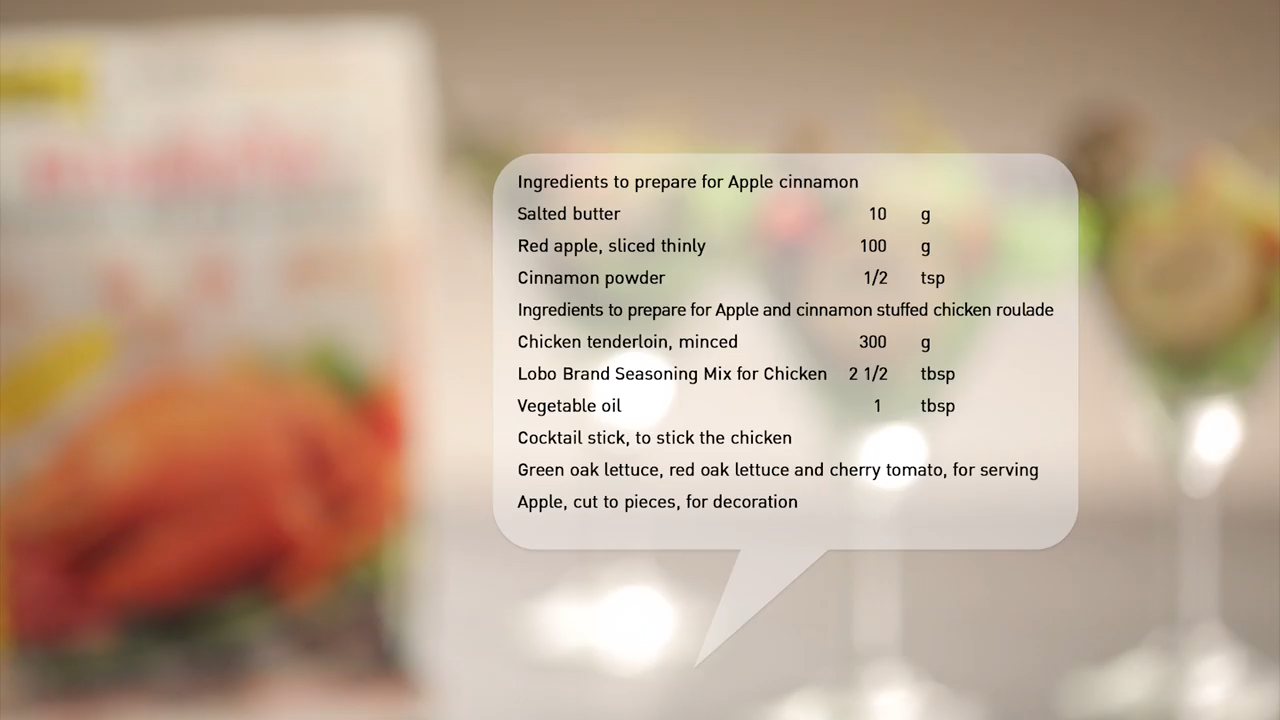 Ingredients to prepare for Apple cinnamon
Salted butter 10 g
Red apple, sliced thinly 100 g
Cinnamon powder 1/2 tsp
Ingredients to prepare for Apple and cinnamon stuffed chicken roulade
Chicken tenderloin, minced 300 g
Lobo Brand Seasoning Mix for Chicken 2 1/2 tbsp
Vegetable oil 1 tbsp
Cocktail stick, to stick the chicken
Green oak lettuce, red oak lettuce and cherry tomato, for serving
Apple, cut to pieces, for decoration